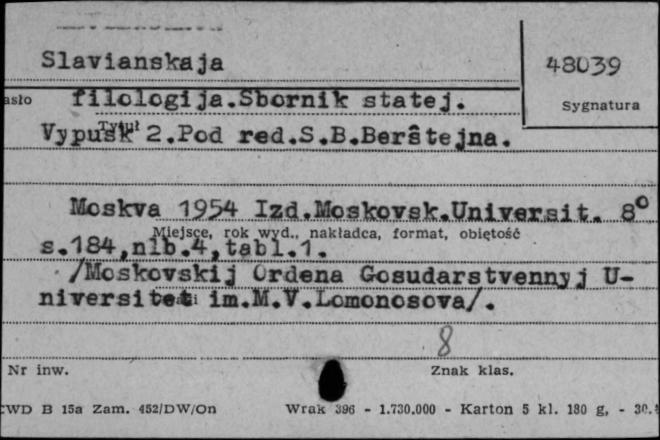 Slavianskaja
48039
asło filologija.Sbornik statej.
Sygnatura
Tytuł
Vypusk 2.Pod red.S.B.Berštejna.
Moskva 1954 Izd.Moskovsk.Universit. 8°
Miejsce, rok wyd., nakładca, format, objętość
s.184,nlb.4,tabl.1.
/Moskovskij Ordena Gosudarstvennyj U-
niversitet im.M.V.Lomonosova/.
8
Nr inw.
Znak klas.
CWD B 15a Zam. 452/DW/On Wrak 396 - 1.730.000 - Karton 5 kl. 180 g, - 30.